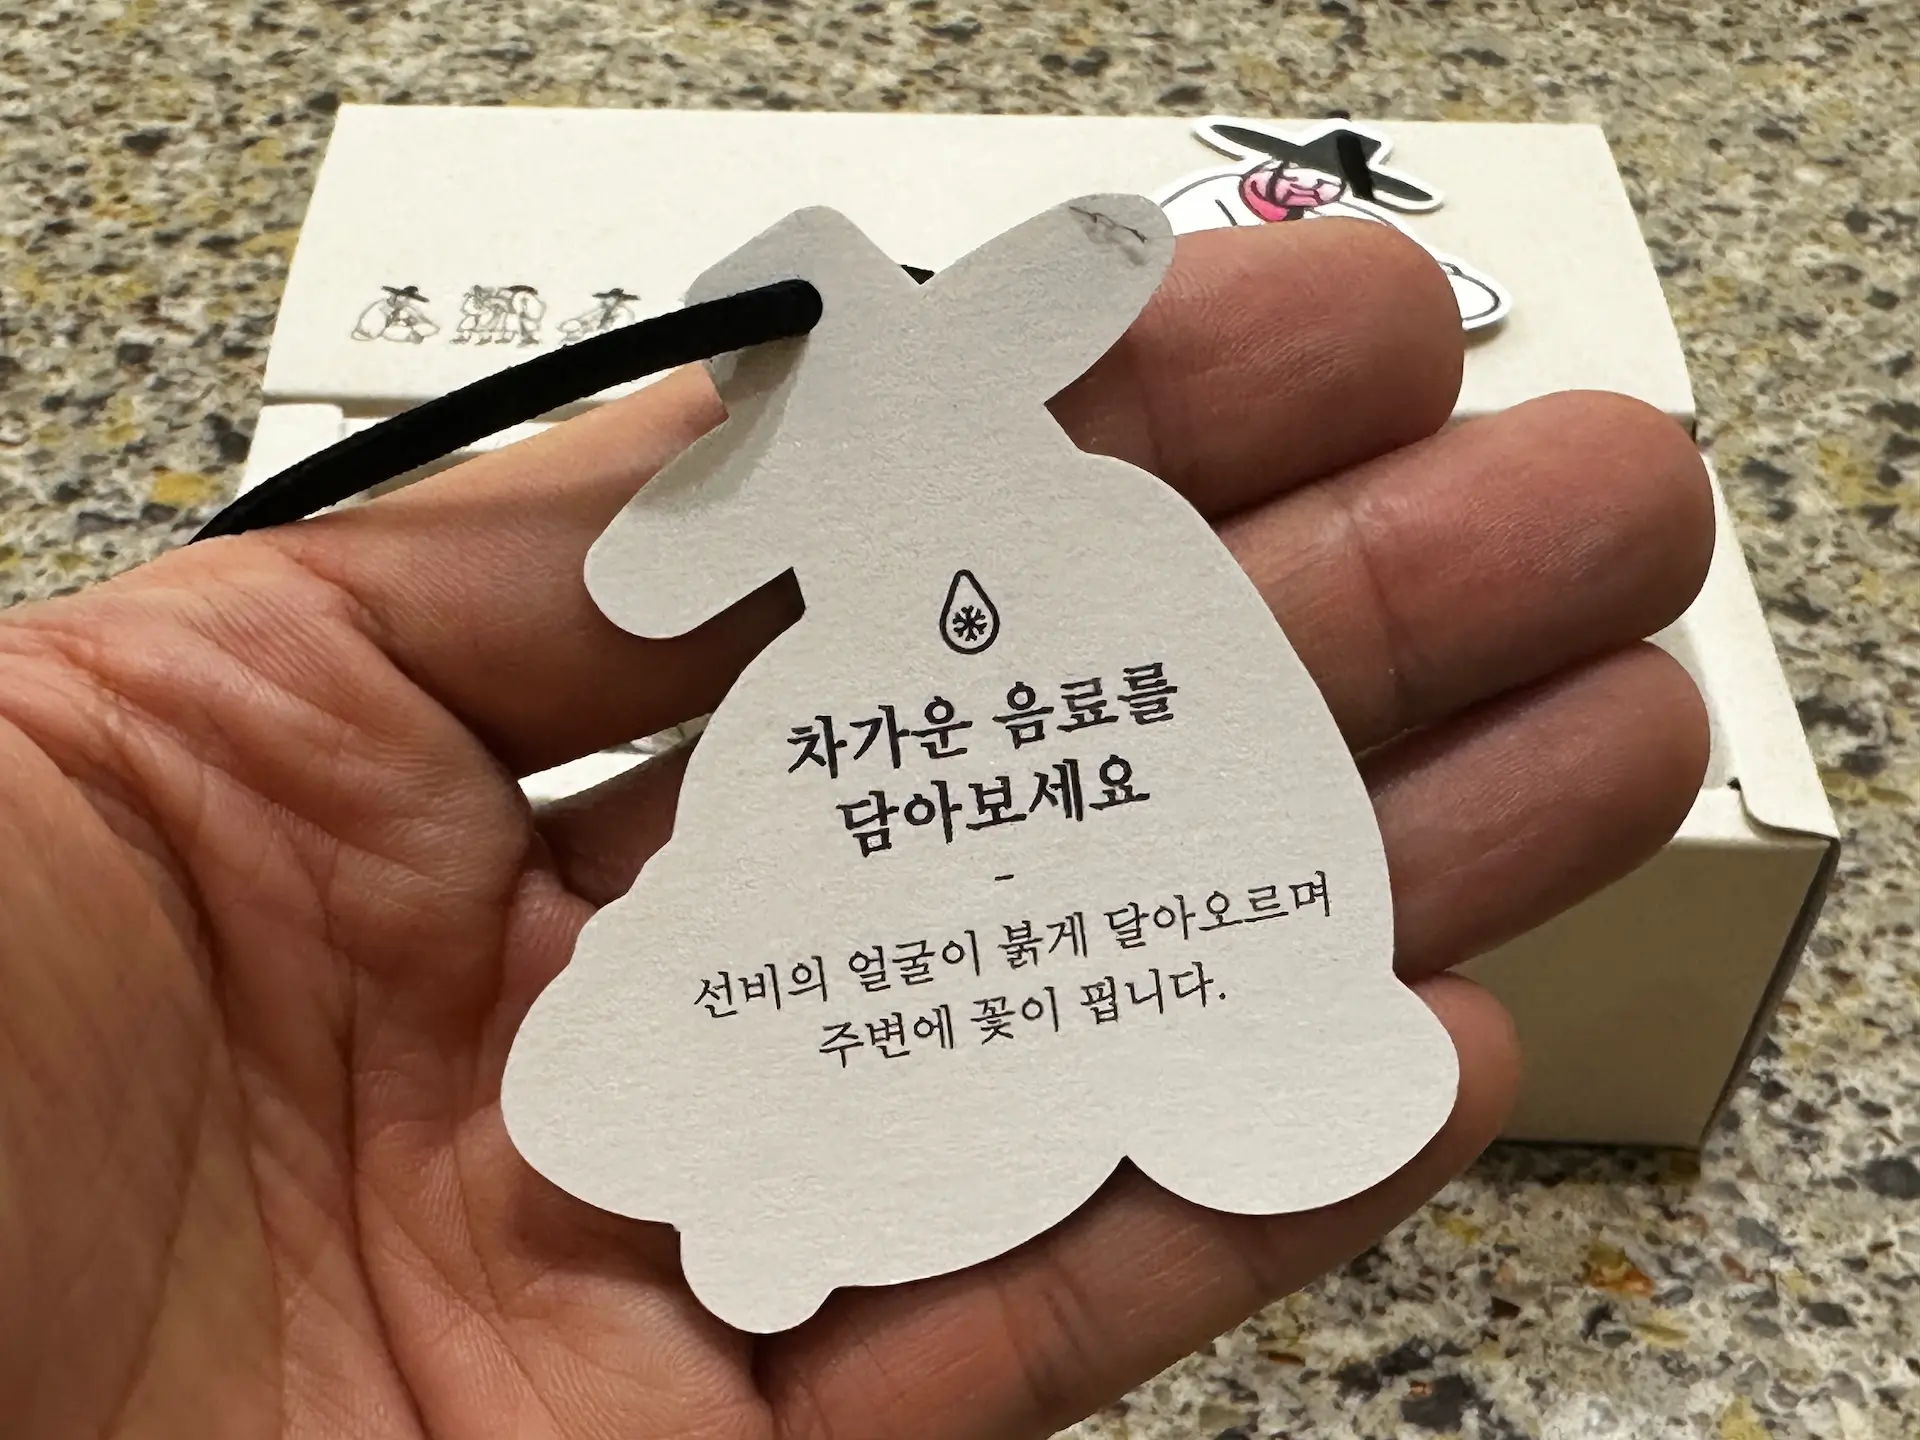 차가운 음료를
담아보세요
-
선비의 얼굴이 붉게 달아오르며
주변에 꽃이 핍니다.